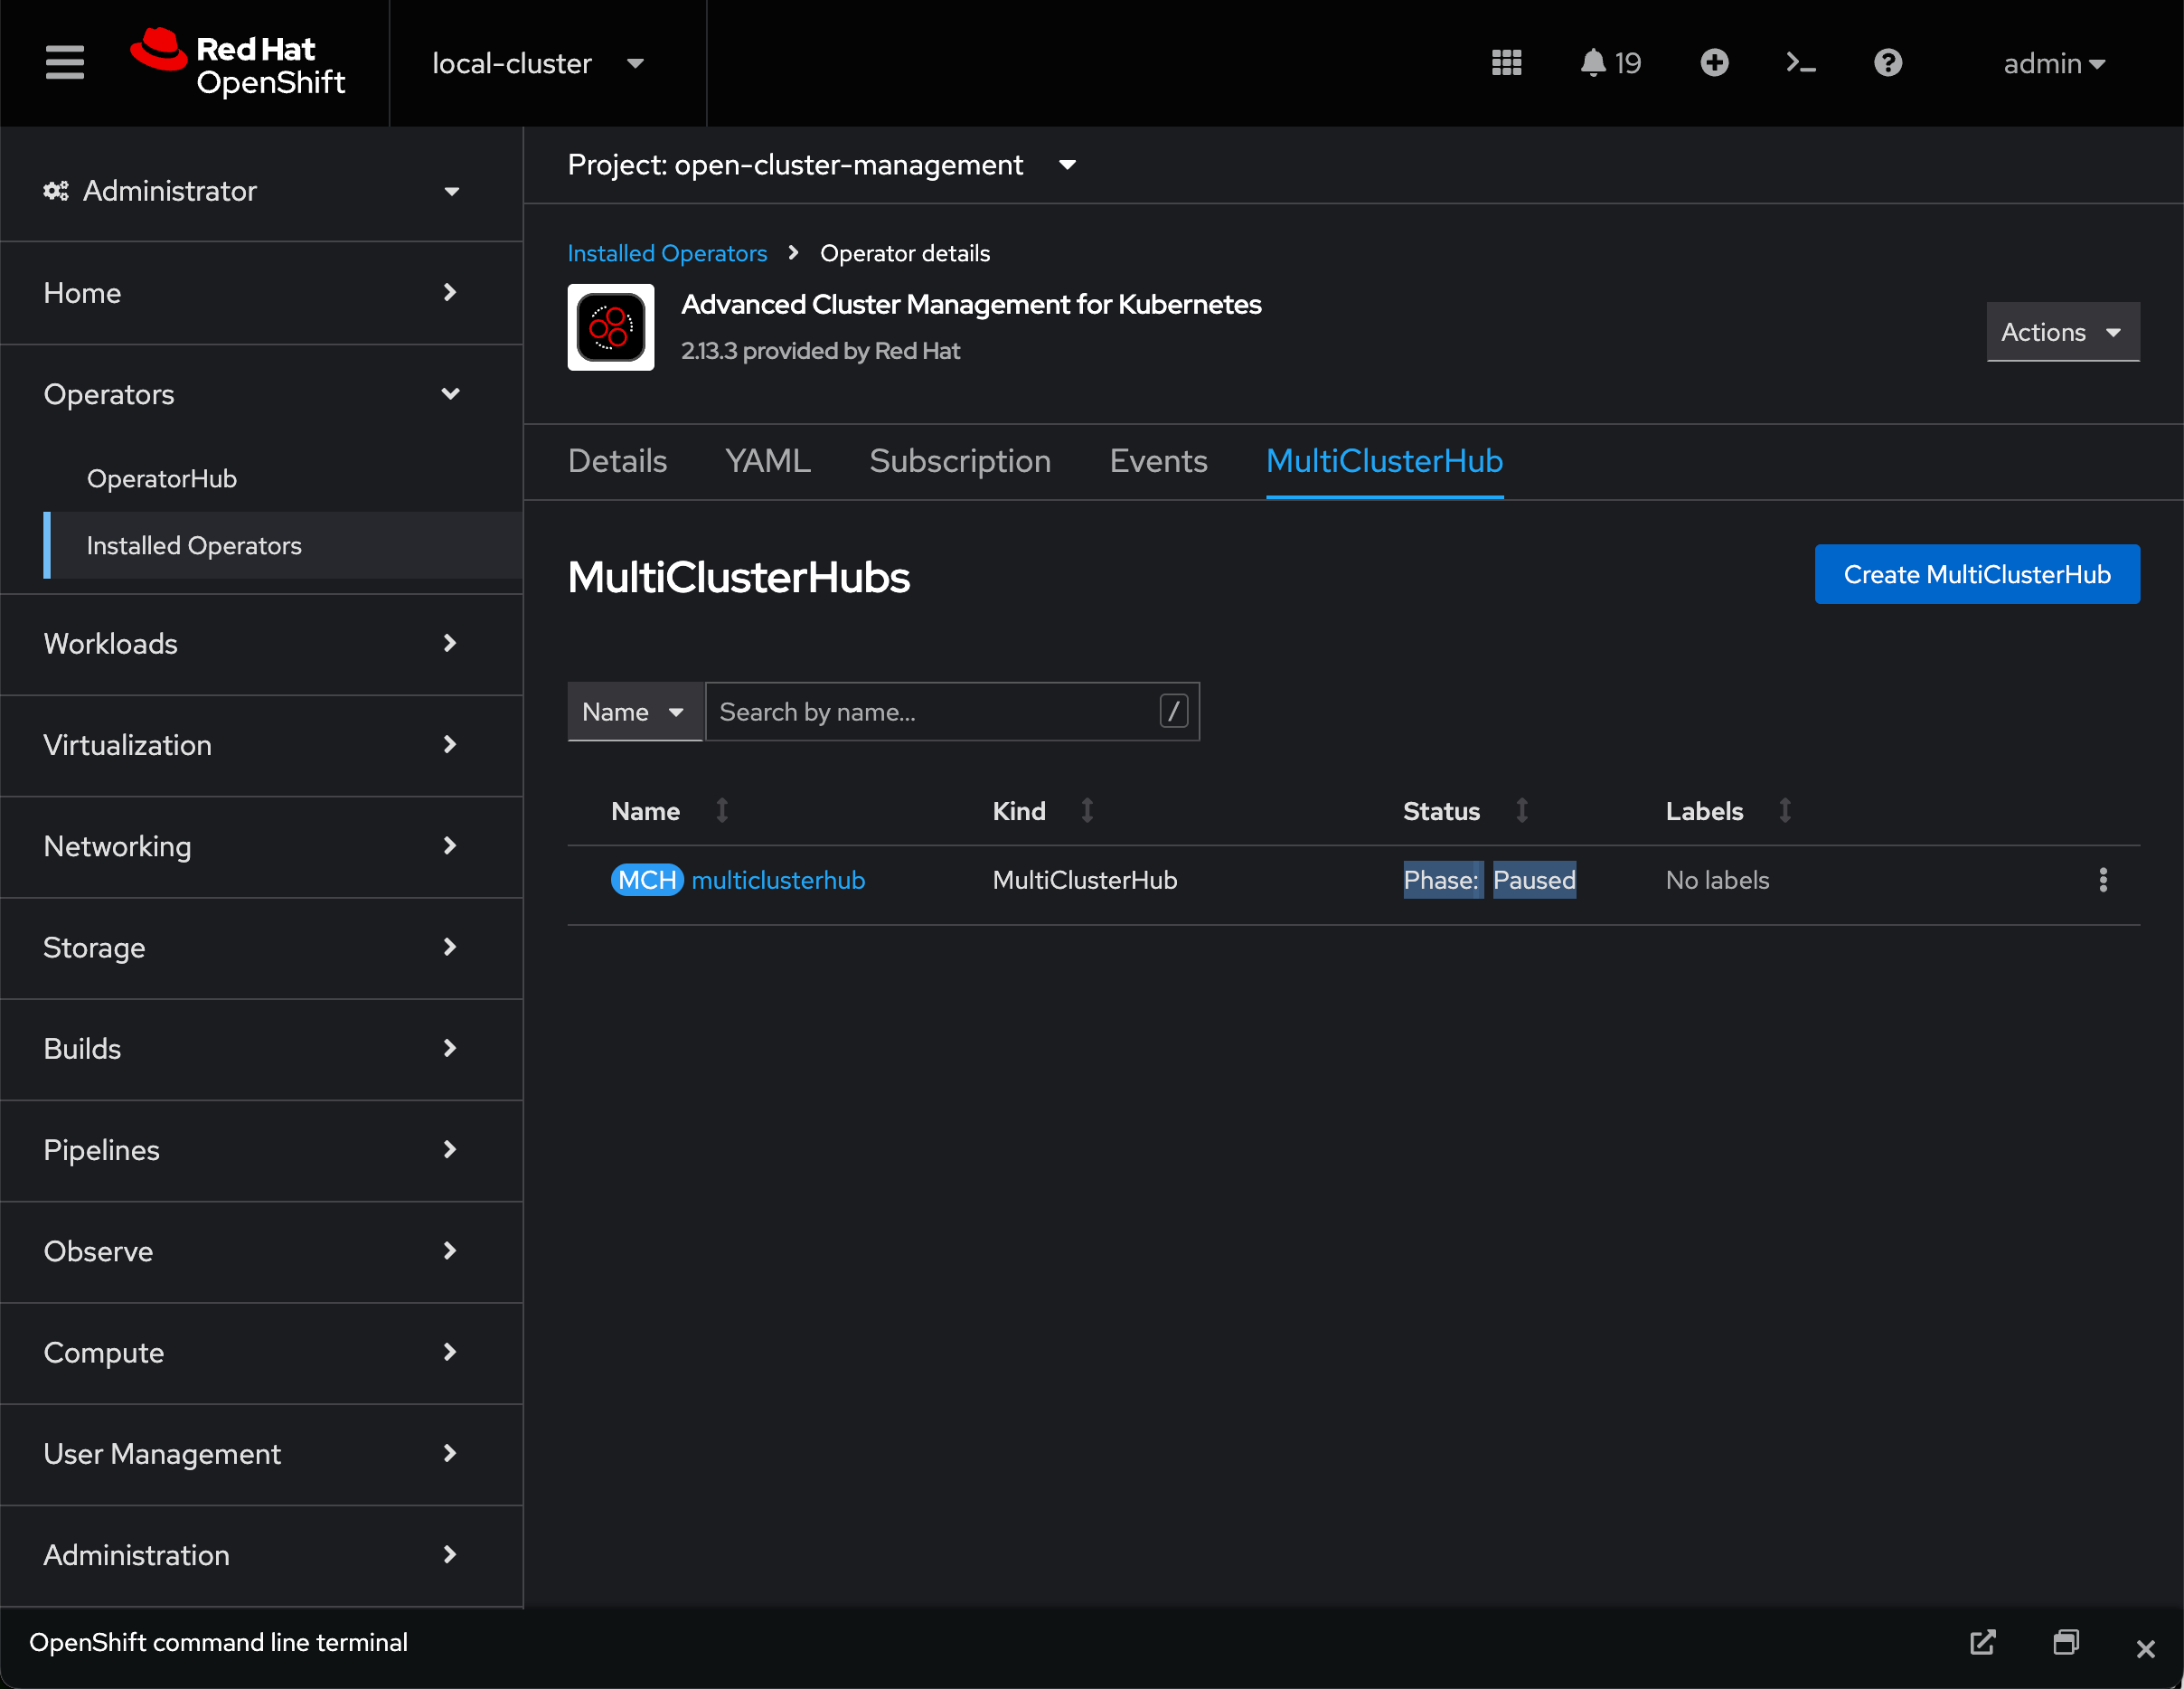 Red Hat
OpenShift
local-cluster
19
admin
Administrator
Home
Operators
OperatorHub
Installed Operators
Workloads
Virtualization
Networking
Storage
Builds
Pipelines
Observe
Compute
User Management
Administration
Project: open-cluster-management
Installed Operators Operator details
Advanced Cluster Management for Kubernetes
2.13.3 provided by Red Hat
Actions
Details YAML Subscription Events MultiClusterHub
MultiClusterHubs
Create MultiClusterHub
Name Search by name... /
Name Kind Status Labels
MCH multiclusterhub MultiClusterHub Phase: Paused No labels
OpenShift command line terminal